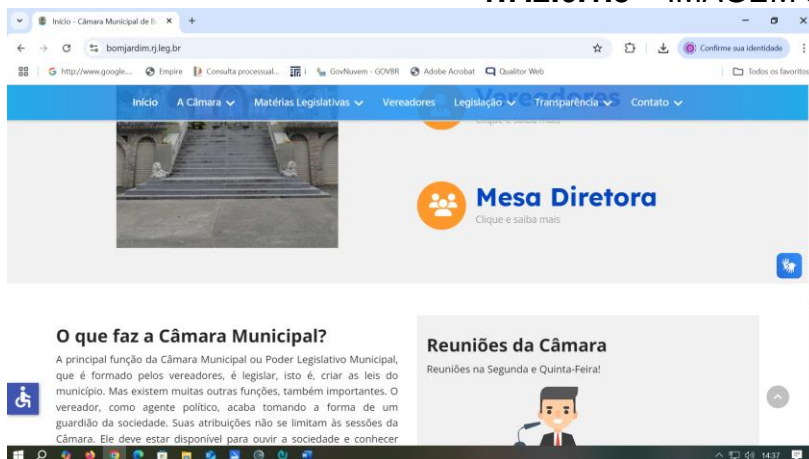 Início - Câmara Municipal de B
bomjardim.rj.leg.br
Confirme sua identidade
http://www.google....
Empire
Consulta processual...
GovNuvem - GOVBR
Adobe Acrobat
Qualitor Web
Todos os favoritos
Início A Câmara Matérias Legislativas Vereadores Legislação Transparência Contato
Vereadores
Clique e saiba mais
Mesa Diretora
Clique e saiba mais
O que faz a Câmara Municipal?
A principal função da Câmara Municipal ou Poder Legislativo Municipal,
que é formado pelos vereadores, é legislar, isto é, criar as leis do
município. Mas existem muitas outras funções, também importantes. O
vereador, como agente político, acaba tomando a forma de um
guardião da sociedade. Suas atribuições não se limitam às sessões da
Câmara. Ele deve estar disponível para ouvir a sociedade e conhecer
Reuniões da Câmara
Reuniões na Segunda e Quinta-Feira!
14:37